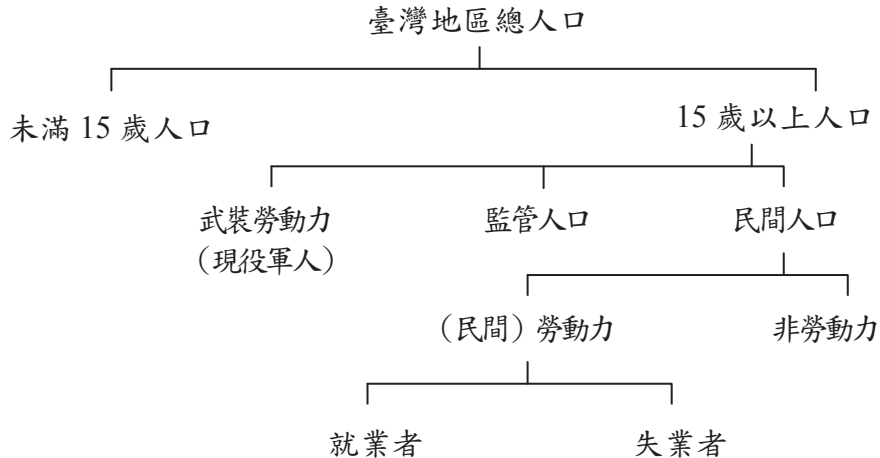 臺灣地區總人口
未滿 15 歲人口
15 歲以上人口
武裝勞動力
（現役軍人）
監管人口
民間人口
（民間）勞動力
非勞動力
就業者
失業者